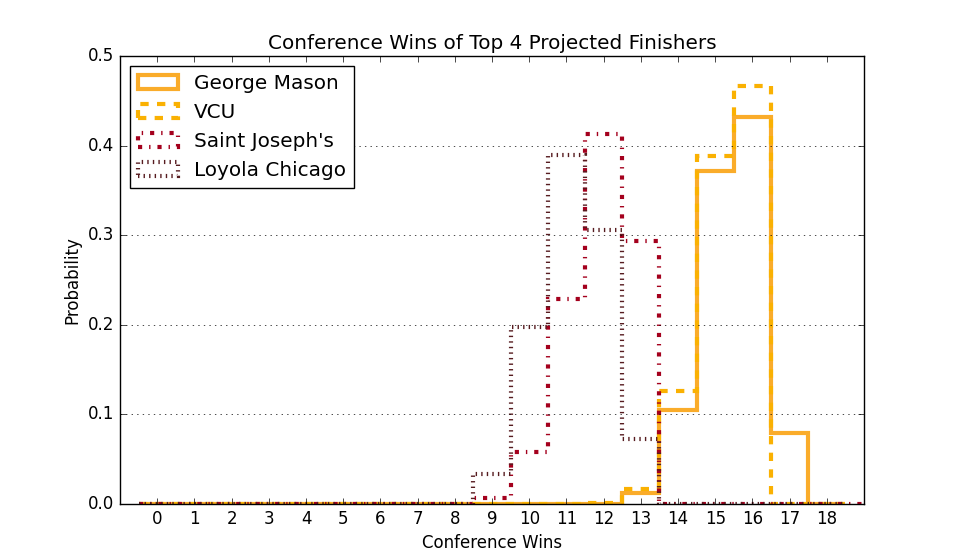 Conference Wins of Top 4 Projected Finishers
0.5
0.4
0.3
0.2
0.1
0.0
Probability
George Mason
VCU
Saint Joseph's
Loyola Chicago
0 1 2 3 4 5 6 7 8 9 10 11 12 13 14 15 16 17 18
Conference Wins